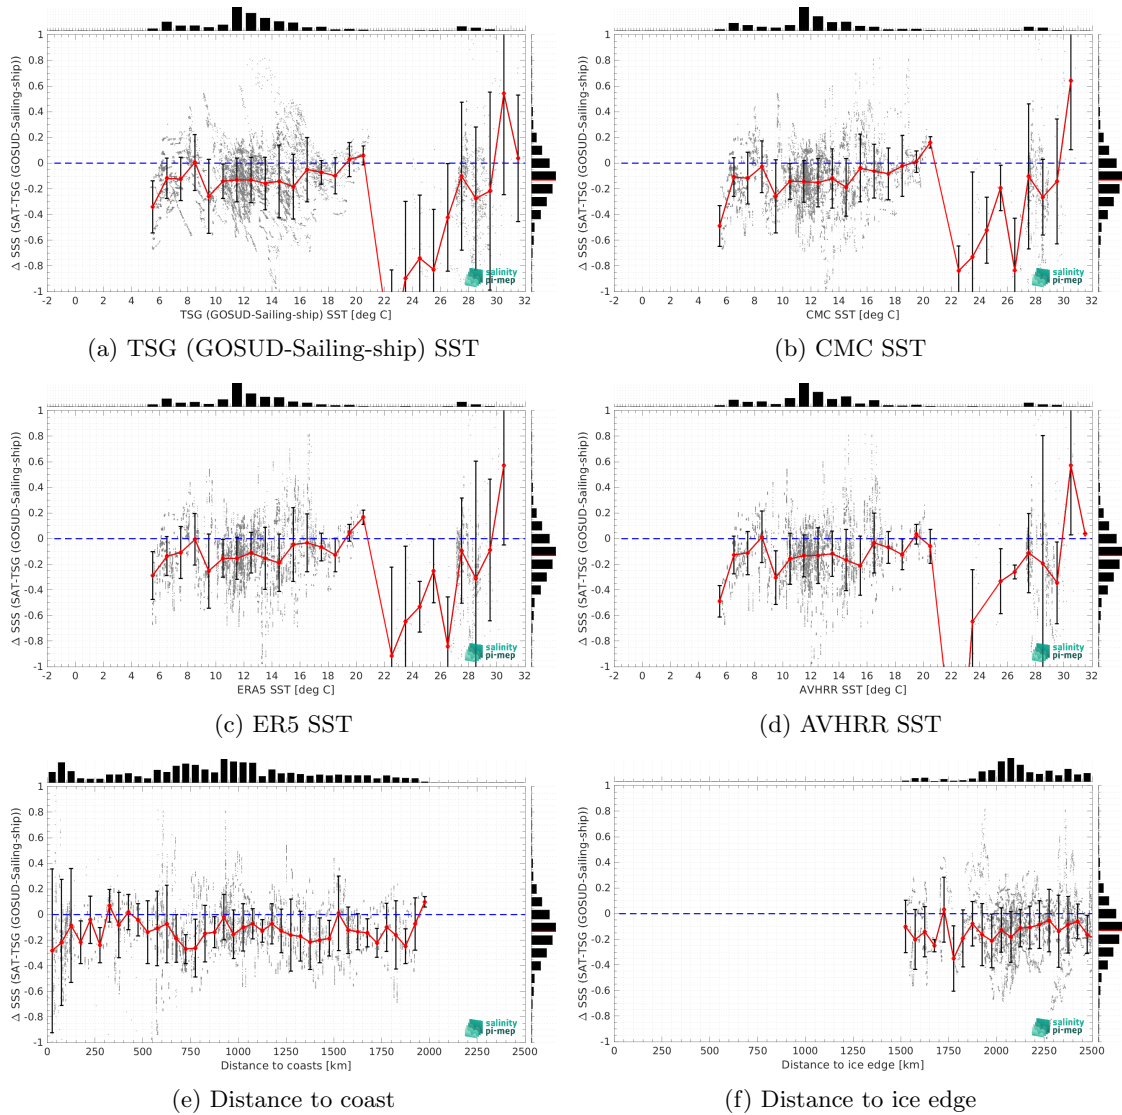 1
0.8
0.6
0.4
0.2
0
-0.2
-0.4
-0.6
-0.8
-1
Δ SSS (SAT-TSG (GOSUD-Sailing-ship))
salinity
pi-mep
-2 0 2 4 6 8 10 12 14 16 18 20 22 24 26 28 30 32
TSG (GOSUD-Sailing-ship) SST [deg C]
(a) TSG (GOSUD-Sailing-ship) SST
1
0.8
0.6
0.4
0.2
0
-0.2
-0.4
-0.6
-0.8
-1
Δ SSS (SAT-TSG (GOSUD-Sailing-ship))
salinity
pi-mep
-2 0 2 4 6 8 10 12 14 16 18 20 22 24 26 28 30 32
CMC SST [deg C]
(b) CMC SST
1
0.8
0.6
0.4
0.2
0
-0.2
-0.4
-0.6
-0.8
-1
Δ SSS (SAT-TSG (GOSUD-Sailing-ship))
salinity
pi-mep
-2 0 2 4 6 8 10 12 14 16 18 20 22 24 26 28 30 32
ERA5 SST [deg C]
(c) ER5 SST
1
0.8
0.6
0.4
0.2
0
-0.2
-0.4
-0.6
-0.8
-1
Δ SSS (SAT-TSG (GOSUD-Sailing-ship))
salinity
pi-mep
-2 0 2 4 6 8 10 12 14 16 18 20 22 24 26 28 30 32
AVHRR SST [deg C]
(d) AVHRR SST
1
0.8
0.6
0.4
0.2
0
-0.2
-0.4
-0.6
-0.8
-1
Δ SSS (SAT-TSG (GOSUD-Sailing-ship))
salinity
pi-mep
0 250 500 750 1000 1250 1500 1750 2000 2250 2500
Distance to coasts [km]
(e) Distance to coast
1
0.8
0.6
0.4
0.2
0
-0.2
-0.4
-0.6
-0.8
-1
Δ SSS (SAT-TSG (GOSUD-Sailing-ship))
salinity
pi-mep
0 250 500 750 1000 1250 1500 1750 2000 2250 2500
Distance to ice edge [km]
(f) Distance to ice edge